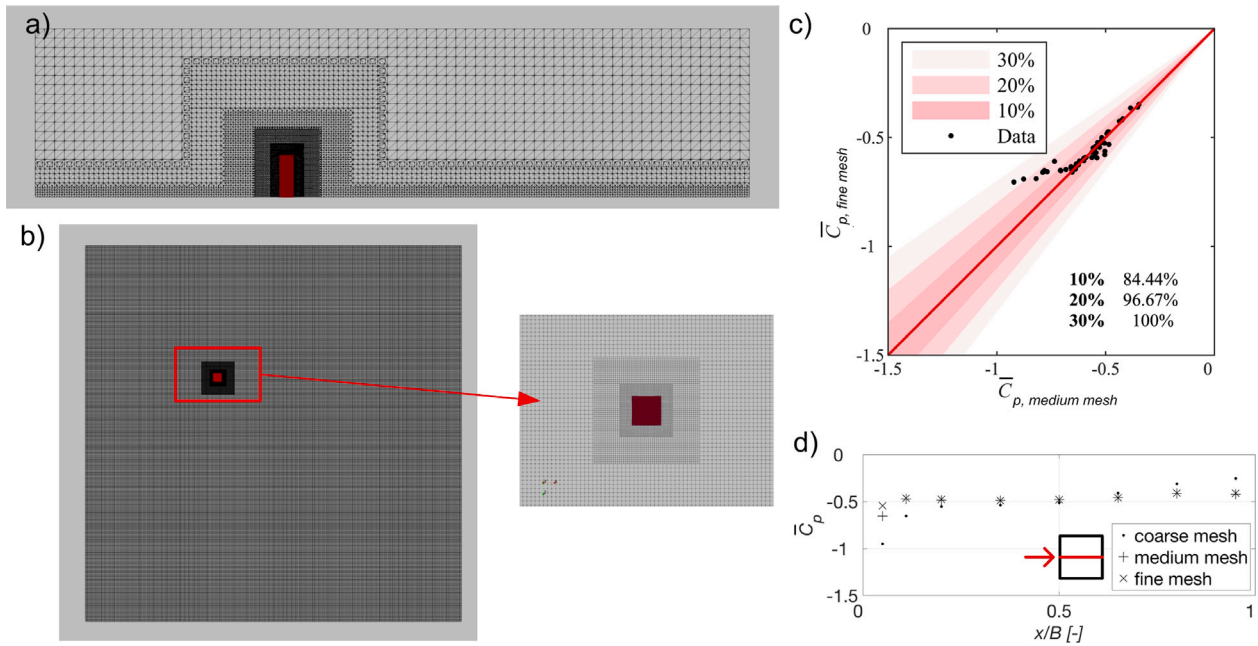 a)
b)
c)
0
-0.5
-1
-1.5
30%
20%
10%
Data
C̅p, fine mesh
10% 84.44%
20% 96.67%
30% 100%
-1.5
-1
-0.5
0
C̅p, medium mesh
d)
0
-0.5
-1
-1.5
C̅p
coarse mesh
medium mesh
fine mesh
0
0.5
1
x/B [-]